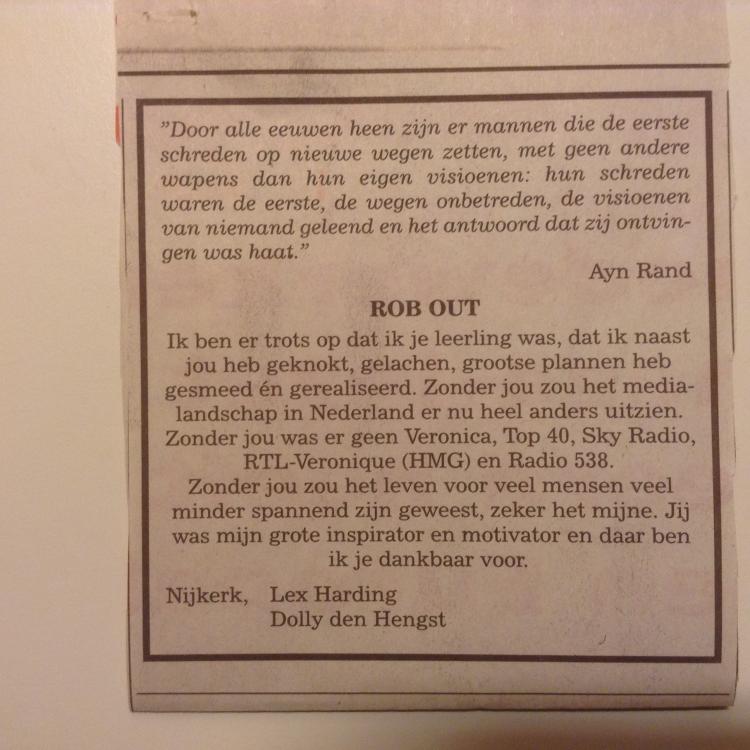 ”Door alle eeuwen heen zijn er mannen die de eerste
schreden op nieuwe wegen zetten, met geen andere
wapens dan hun eigen visioenen: hun schreden
waren de eerste, de wegen onbetreden, de visioenen
van niemand geleend en het antwoord dat zij ontvin-
gen was haat.”
Ayn Rand
ROB OUT
Ik ben er trots op dat ik je leerling was, dat ik naast
jou heb geknokt, gelachen, grootse plannen heb
gesmeed én gerealiseerd. Zonder jou zou het media-
landschap in Nederland er nu heel anders uitzien.
Zonder jou was er geen Veronica, Top 40, Sky Radio,
RTL-Veronique (HMG) en Radio 538.
Zonder jou zou het leven voor veel mensen veel
minder spannend zijn geweest, zeker het mijne. Jij
was mijn grote inspirator en motivator en daar ben
ik je dankbaar voor.
Nijkerk, Lex Harding
Dolly den Hengst